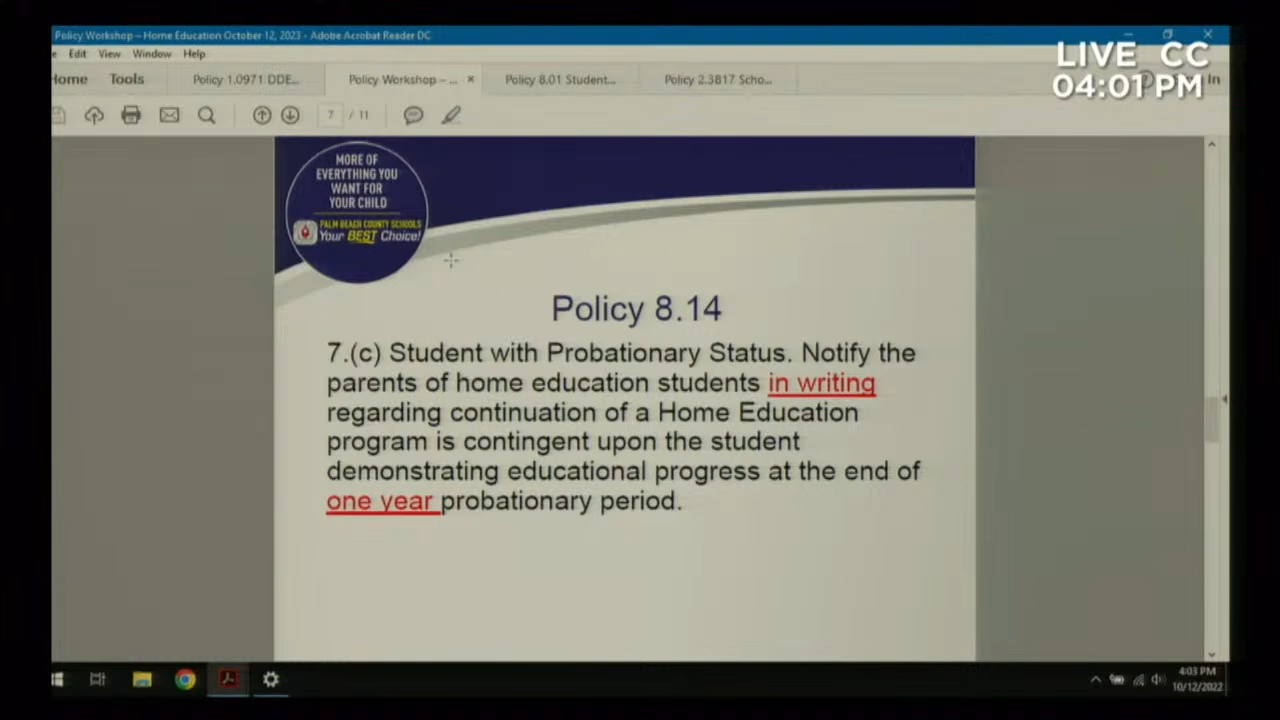 Policy Workshop – Home Education October 12, 2023 - Adobe Acrobat Reader DC
Edit View Window Help
LIVE CC
04:01 PM
Home Tools Policy 1.0971 DDE... Policy Workshop – ... × Policy 8.01 Student... Policy 2.3817 Scho... In
7 / 11
MORE OF
EVERYTHING YOU
WANT FOR
YOUR CHILD
PALM BEACH COUNTY SCHOOLS
Your BEST Choice!
Policy 8.14
7.(c) Student with Probationary Status. Notify the
parents of home education students in writing
regarding continuation of a Home Education
program is contingent upon the student
demonstrating educational progress at the end of
one year probationary period.
4:03 PM
10/12/2022